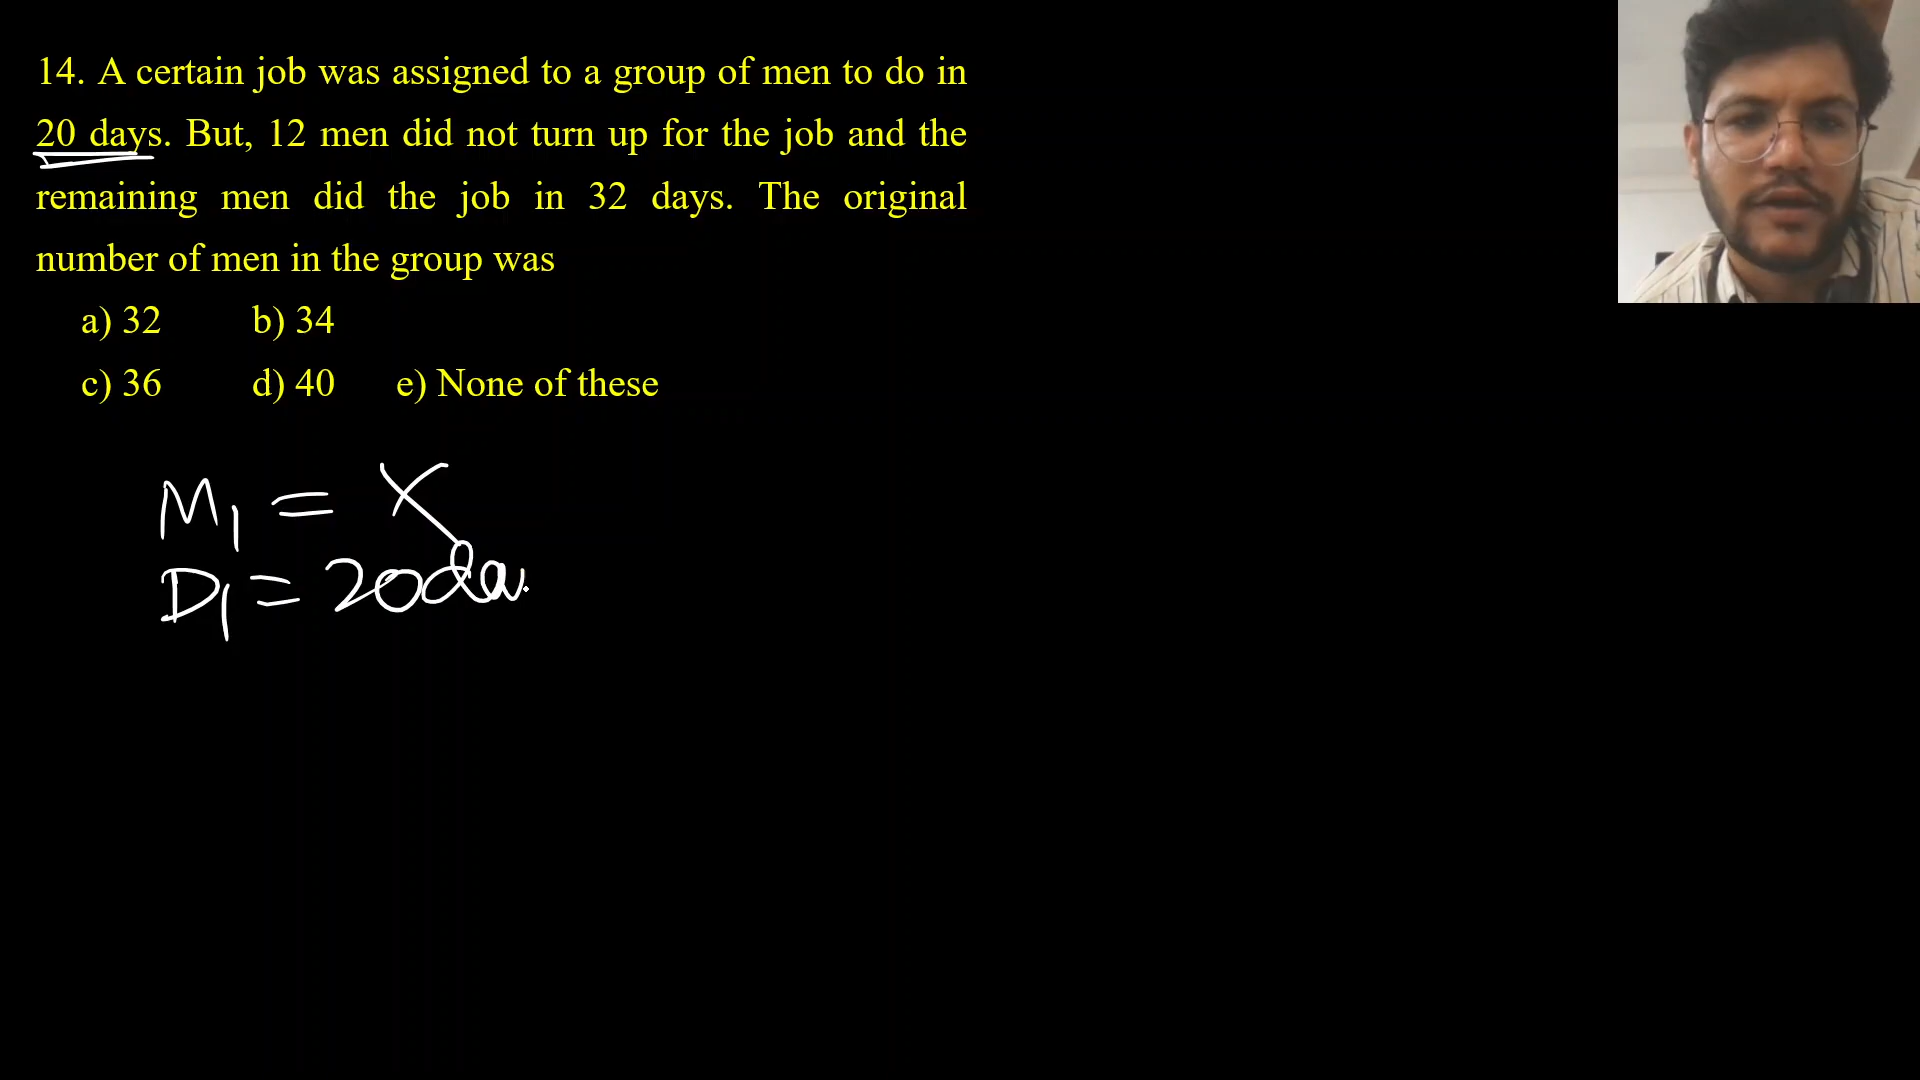 14. A certain job was assigned to a group of men to do in
20 days. But, 12 men did not turn up for the job and the
remaining men did the job in 32 days. The original
number of men in the group was
a) 32 b) 34
c) 36 d) 40 e) None of these
M₁ = X
D₁ = 20da